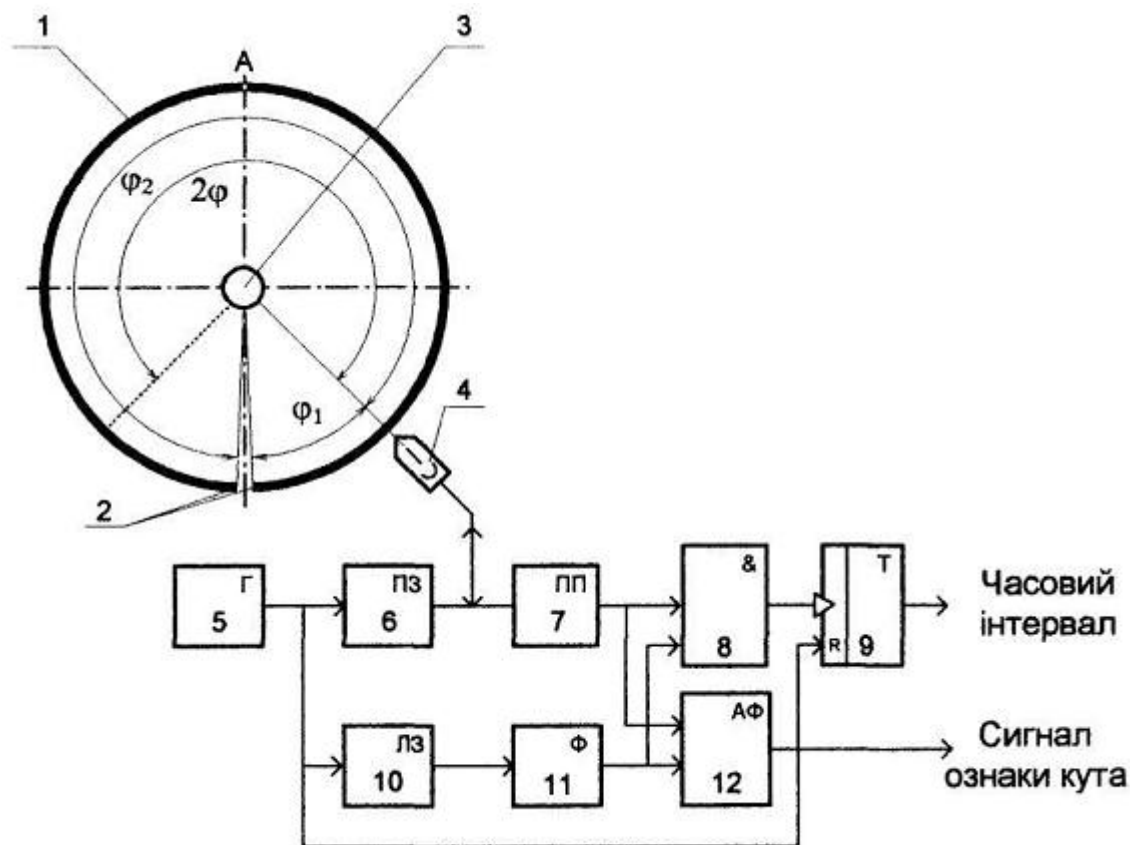 1
3
A
φ₂
2φ
φ₁
4
2
Г
5
ПЗ
6
ПП
7
&
8
T
R
9
Часовий
інтервал
ЛЗ
10
Ф
11
АФ
12
Сигнал
ознаки кута